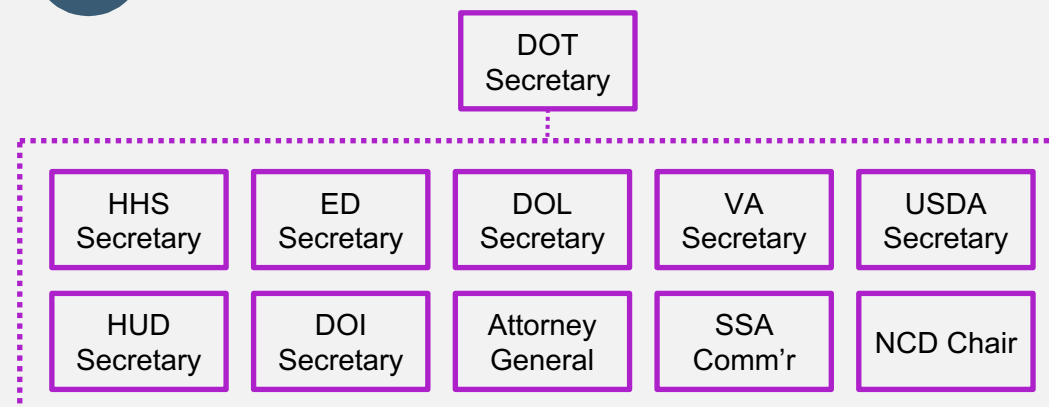 DOT
Secretary
HHS
Secretary
ED
Secretary
DOL
Secretary
VA
Secretary
USDA
Secretary
HUD
Secretary
DOI
Secretary
Attorney
General
SSA
Comm’r
NCD Chair